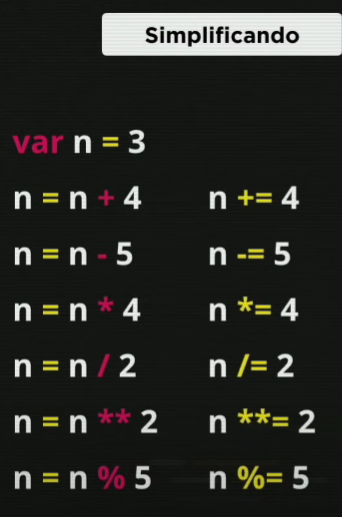 Simplificando
var n = 3
n = n + 4 n += 4
n = n - 5 n -= 5
n = n * 4 n *= 4
n = n / 2 n /= 2
n = n ** 2 n **= 2
n = n % 5 n %= 5